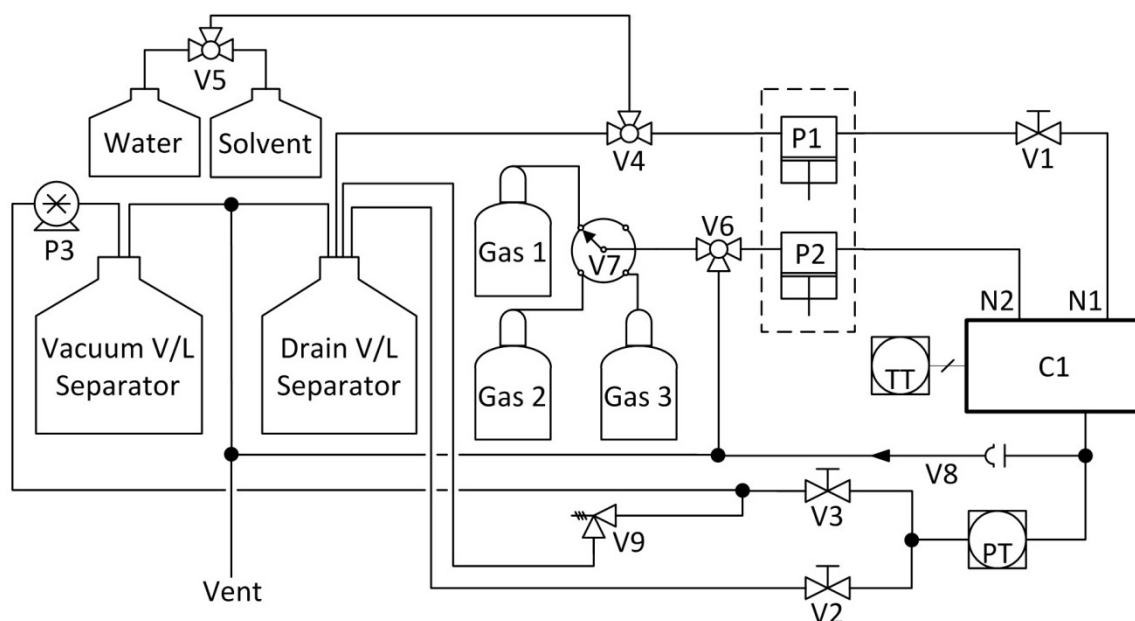 V5
Water
Solvent
V4
P1
V1
P3
Gas 1
V7
V6
P2
N2
N1
Vacuum V/L
Separator
Drain V/L
Separator
Gas 2
Gas 3
TT
C1
V8
V3
V9
PT
Vent
V2